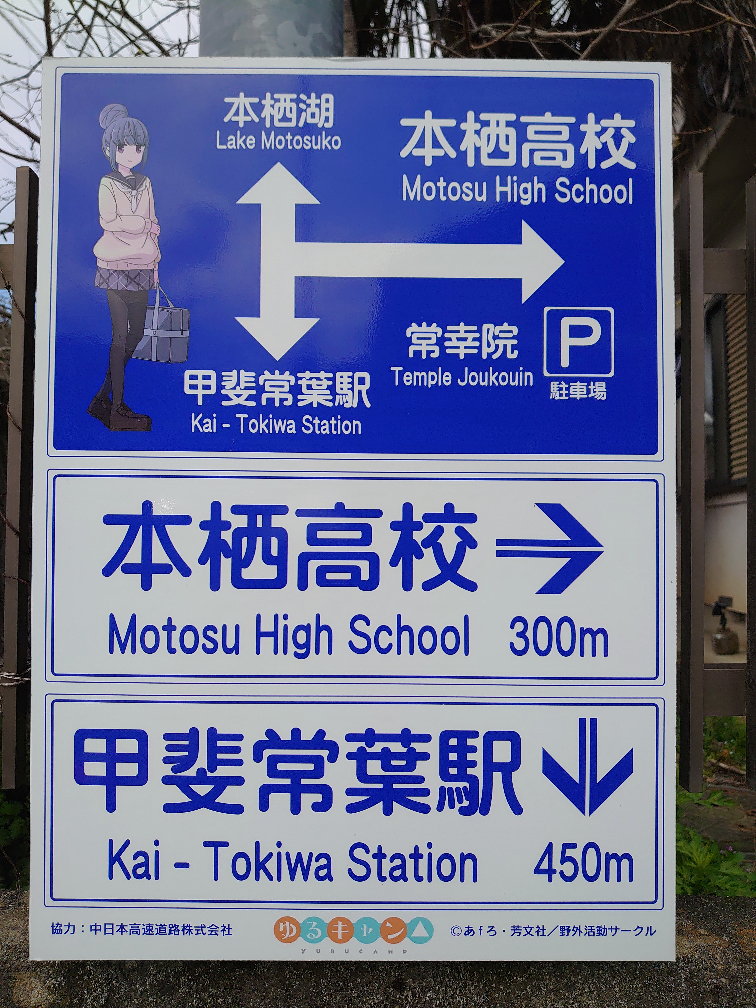 本栖湖
Lake Motosuko
本栖高校
Motosu High School
常幸院
Temple Joukouin
P
駐車場
甲斐常葉駅
Kai - Tokiwa Station
本栖高校
Motosu High School 300m
甲斐常葉駅
Kai - Tokiwa Station 450m
協力:中日本高速道路株式会社
ゆるキャン△
YURUCAMP
©あfろ・芳文社/野外活動サークル